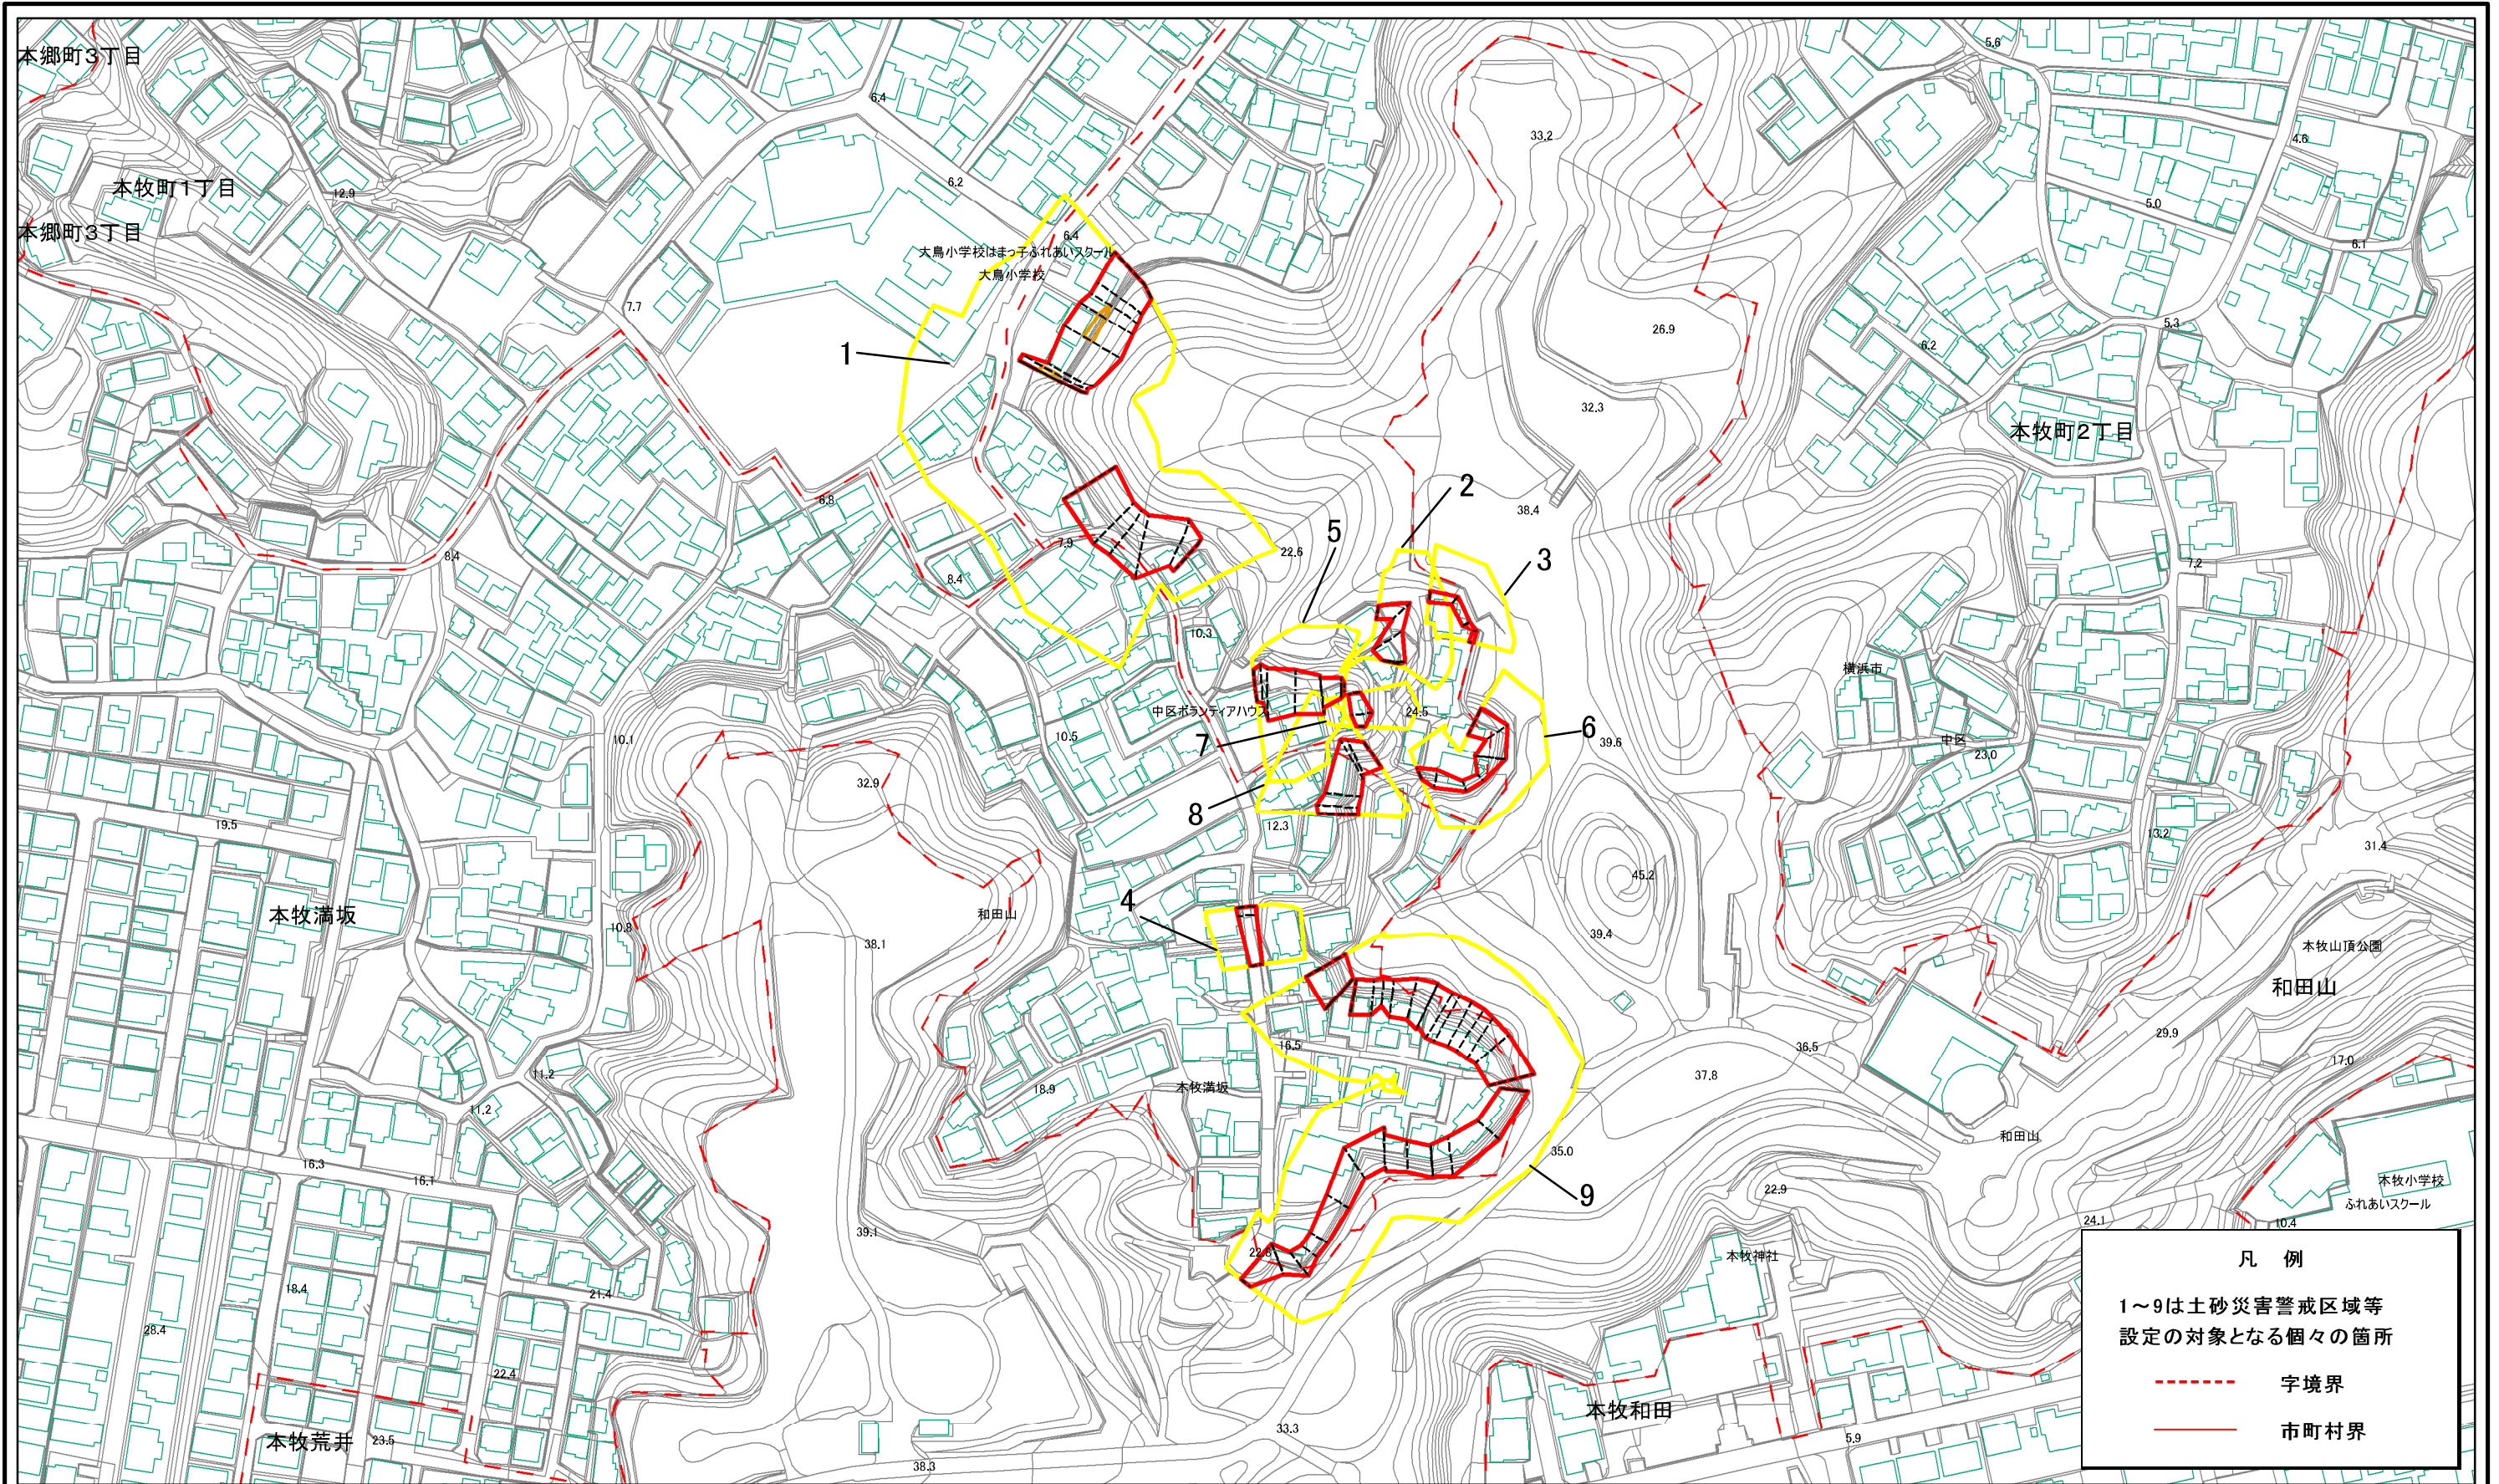 本郷町3丁目
5.6
6.4
33.2
4.6
本牧町1丁目
12.9
6.2
5.0
本郷町3丁目
6.4
6.1
大鳥小学校はまっ子ふれあいスクール
大鳥小学校
7.7
26.9
5.3
6.2
1
32.3
本牧町2丁目
2
6.8
38.4
5
7.9
22.6
3
8.4
8.4
7.2
10.3
横浜市
中区ボランティアハウス
24.5
10.5
10.1
7
6
39.6
中区
23.0
32.9
8
12.3
19.5
13.2
31.4
45.2
4
本牧満坂
和田山
10.8
38.1
39.4
本牧山頂公園
和田山
29.9
16.5
36.5
17.0
11.2
37.8
18.9
本牧満坂
11.2
和田山
35.0
16.3
16.1
本牧小学校
9
22.9
ふれあいスクール
24.1
10.4
39.1
22.8
本牧神社
18.4
21.4
28.4
22.4
本牧和田
本牧荒井
23.5
33.3
5.9
38.3
凡 例
1～9は土砂災害警戒区域等
設定の対象となる個々の箇所
字境界
市町村界